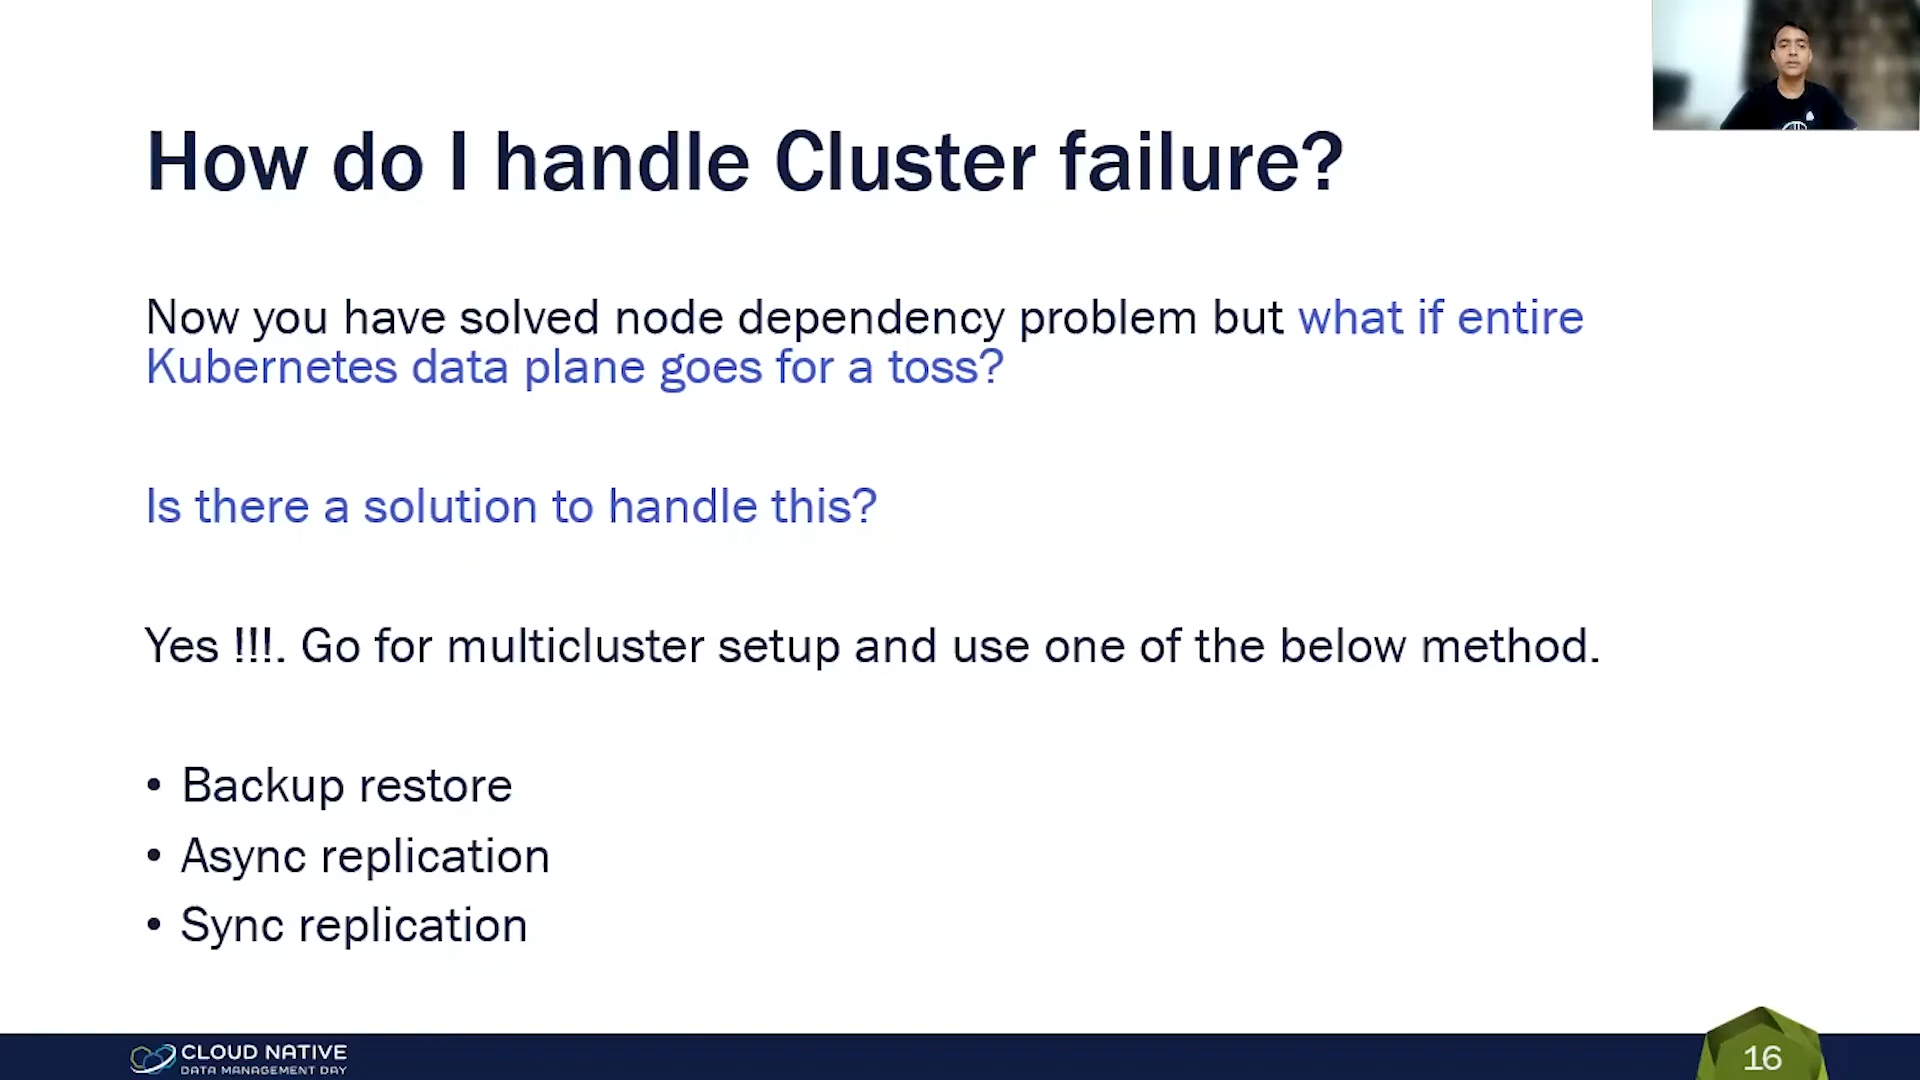 How do I handle Cluster failure?
Now you have solved node dependency problem but what if entire
Kubernetes data plane goes for a toss?
Is there a solution to handle this?
Yes !!!. Go for multicluster setup and use one of the below method.
• Backup restore
• Async replication
• Sync replication
CLOUD NATIVE
DATA MANAGEMENT DAY
16